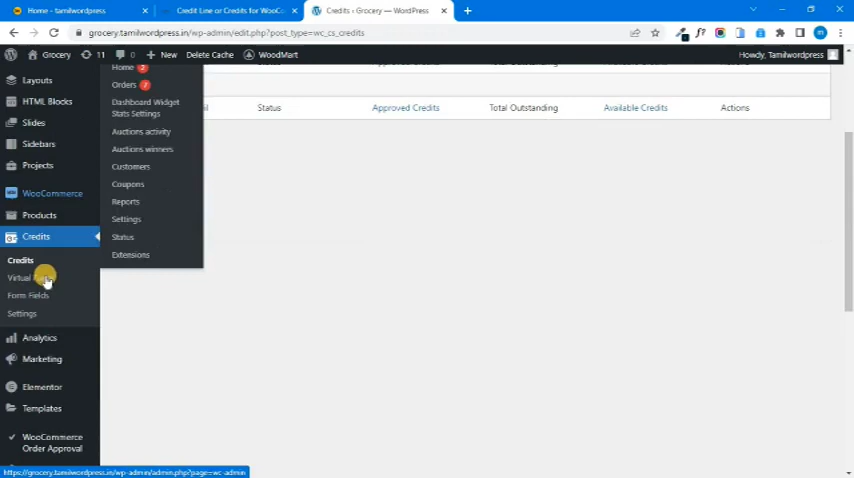 Home - tamilwordpress
Credit Line or Credits for WooCo
Credits ‹ Grocery — WordPress
grocery.tamilwordpress.in/wp-admin/edit.php?post_type=wc_cs_credits
Grocery
11
0
New
Delete Cache
WoodMart
Howdy, Tamilwordpress
Layouts
HTML Blocks
Slides
Sidebars
Projects
WooCommerce
Products
Credits
Credits
Virtual
Form Fields
Settings
Analytics
Marketing
Elementor
Templates
WooCommerce
Order Approval
Home 2
Orders 2
Dashboard Widget
Stats Settings
Auctions activity
Auctions winners
Customers
Coupons
Reports
Settings
Status
Extensions
Status
Approved Credits
Total Outstanding
Available Credits
Actions
https://grocery.tamilwordpress.in/wp-admin/admin.php?page=wc-admin